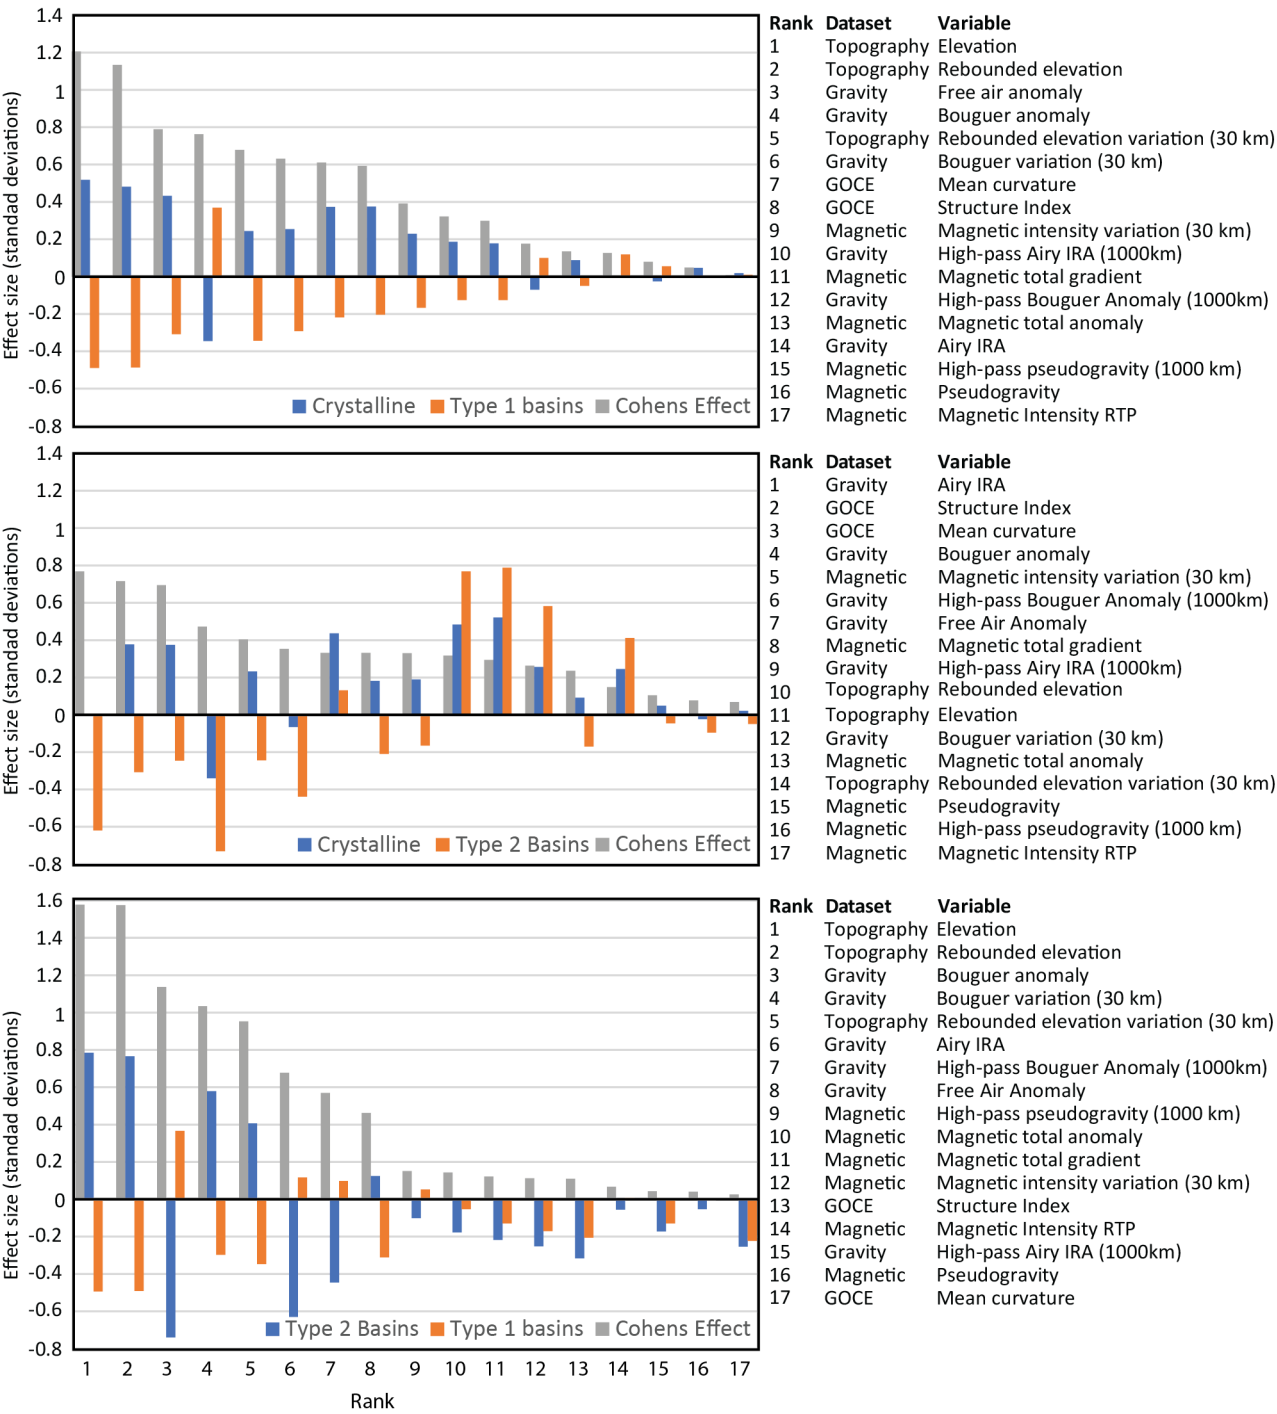 1.4
1.2
1
0.8
0.6
0.4
0.2
0
-0.2
-0.4
-0.6
-0.8
Effect size (standad deviations)
Crystalline Type 1 basins Cohens Effect
Rank Dataset Variable
1 Topography Elevation
2 Topography Rebounded elevation
3 Gravity Free air anomaly
4 Gravity Bouguer anomaly
5 Topography Rebounded elevation variation (30 km)
6 Gravity Bouguer variation (30 km)
7 GOCE Mean curvature
8 GOCE Structure Index
9 Magnetic Magnetic intensity variation (30 km)
10 Gravity High-pass Airy IRA (1000km)
11 Magnetic Magnetic total gradient
12 Gravity High-pass Bouguer Anomaly (1000km)
13 Magnetic Magnetic total anomaly
14 Gravity Airy IRA
15 Magnetic High-pass pseudogravity (1000 km)
16 Magnetic Pseudogravity
17 Magnetic Magnetic Intensity RTP
1.4
1.2
1
0.8
0.6
0.4
0.2
0
-0.2
-0.4
-0.6
-0.8
Effect size (standad deviations)
Crystalline Type 2 Basins Cohens Effect
Rank Dataset Variable
1 Gravity Airy IRA
2 GOCE Structure Index
3 GOCE Mean curvature
4 Gravity Bouguer anomaly
5 Magnetic Magnetic intensity variation (30 km)
6 Gravity High-pass Bouguer Anomaly (1000km)
7 Gravity Free Air Anomaly
8 Magnetic Magnetic total gradient
9 Gravity High-pass Airy IRA (1000km)
10 Topography Rebounded elevation
11 Topography Elevation
12 Gravity Bouguer variation (30 km)
13 Magnetic Magnetic total anomaly
14 Topography Rebounded elevation variation (30 km)
15 Magnetic Pseudogravity
16 Magnetic High-pass pseudogravity (1000 km)
17 Magnetic Magnetic Intensity RTP
1.6
1.4
1.2
1
0.8
0.6
0.4
0.2
0
-0.2
-0.4
-0.6
-0.8
Effect size (standad deviations)
Type 2 Basins Type 1 basins Cohens Effect
1 2 3 4 5 6 7 8 9 10 11 12 13 14 15 16 17
Rank
Rank Dataset Variable
1 Topography Elevation
2 Topography Rebounded elevation
3 Gravity Bouguer anomaly
4 Gravity Bouguer variation (30 km)
5 Topography Rebounded elevation variation (30 km)
6 Gravity Airy IRA
7 Gravity High-pass Bouguer Anomaly (1000km)
8 Gravity Free Air Anomaly
9 Magnetic High-pass pseudogravity (1000 km)
10 Magnetic Magnetic total anomaly
11 Magnetic Magnetic total gradient
12 Magnetic Magnetic intensity variation (30 km)
13 GOCE Structure Index
14 Magnetic Magnetic Intensity RTP
15 Gravity High-pass Airy IRA (1000km)
16 Magnetic Pseudogravity
17 GOCE Mean curvature